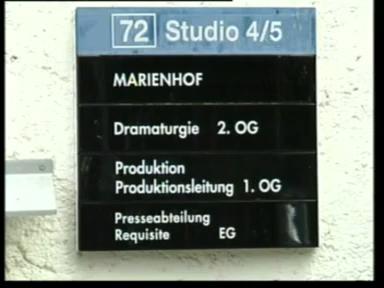 72 Studio 4/5
MARIENHOF
Dramaturgie 2. OG
Produktion
Produktionsleitung 1. OG
Presseabteilung
Requisite EG